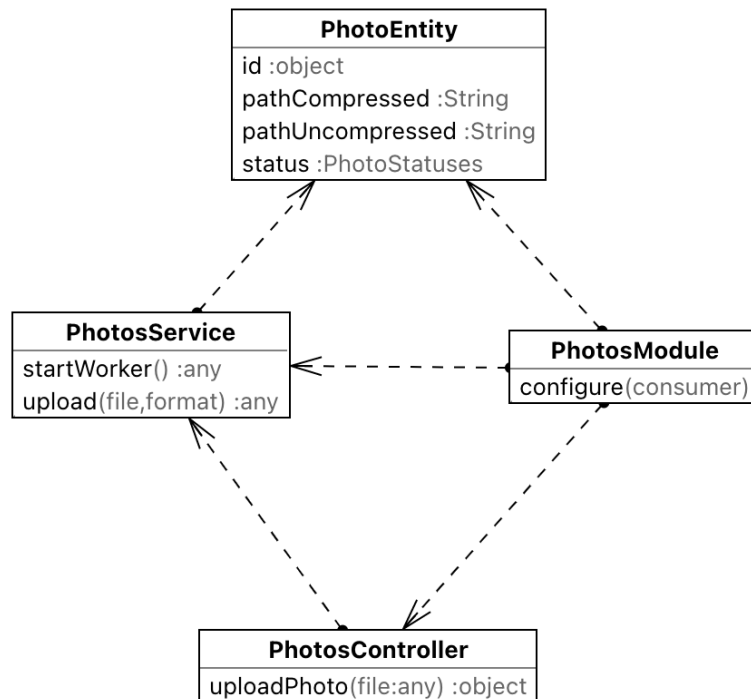 PhotoEntity
id :object
pathCompressed :String
pathUncompressed :String
status :PhotoStatuses
PhotosService
startWorker() :any
upload(file,format) :any
PhotosModule
configure(consumer)
PhotosController
uploadPhoto(file:any) :object